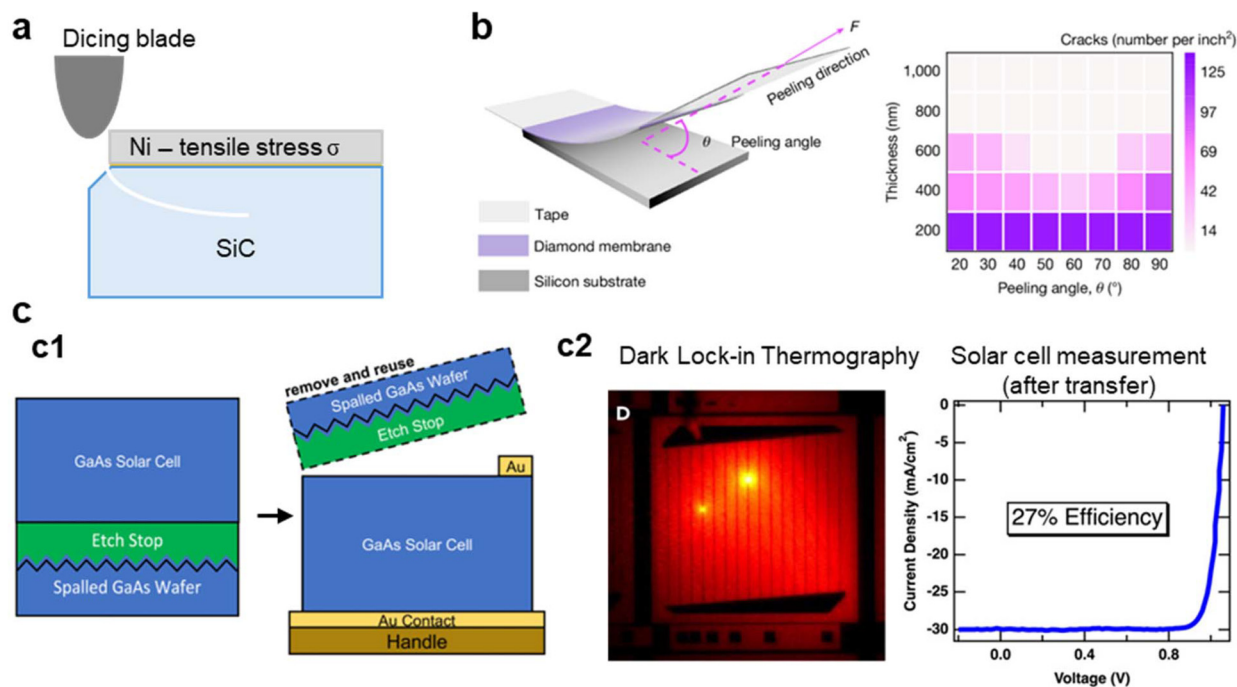 a
Dicing blade
Ni – tensile stress σ
SiC
b
F
Peeling direction
θ
Peeling angle
Tape
Diamond membrane
Silicon substrate
Cracks (number per inch²)
Thickness (nm)
1,000
800
600
400
200
20 30 40 50 60 70 80 90
Peeling angle, θ (°)
125
97
69
42
14
c
c1
GaAs Solar Cell
Etch Stop
Spalled GaAs Wafer
remove and reuse
Spalled GaAs Wafer
Etch Stop
Au
GaAs Solar Cell
Au Contact
Handle
c2
Dark Lock-in Thermography
D
Solar cell measurement
(after transfer)
Current Density (mA/cm²)
0
-5
-10
-15
-20
-25
-30
27% Efficiency
0.0 0.4 0.8
Voltage (V)